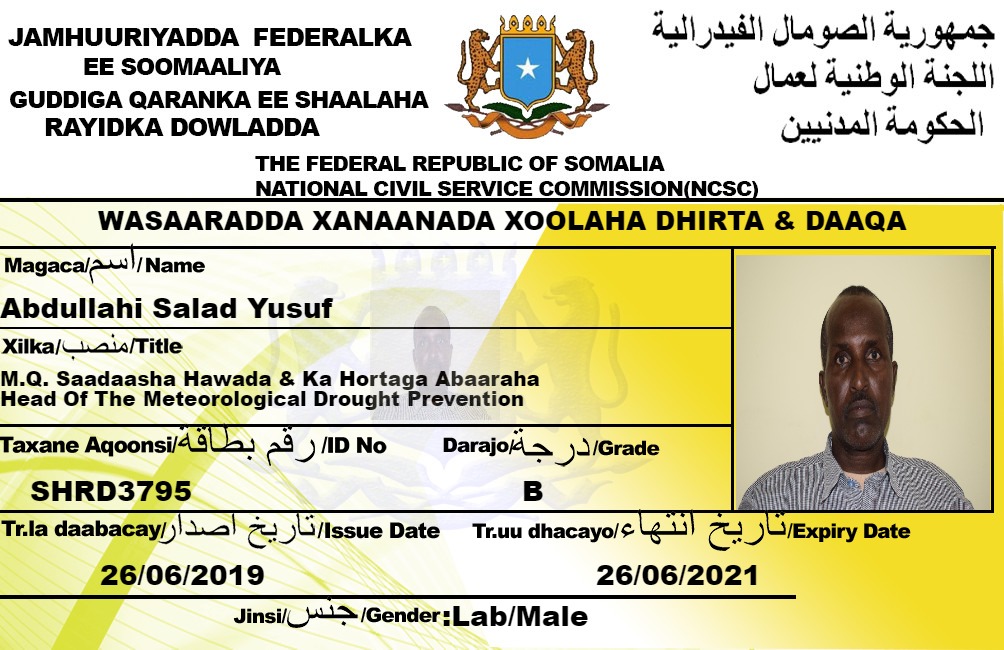 JAMHUURIYADDA FEDERALKA
EE SOOMAALIYA
GUDDIGA QARANKA EE SHAALAHA
RAYIDKA DOWLADDA
جمهورية الصومال الفيدرالية
اللجنة الوطنية لعمال
الحكومة المدنيين
THE FEDERAL REPUBLIC OF SOMALIA
NATIONAL CIVIL SERVICE COMMISSION(NCSC)
WASAARADDA XANAANADA XOOLAHA DHIRTA & DAAQA
Magaca/اسم/Name
Abdullahi Salad Yusuf
Xilka/منصب/Title
M.Q. Saadaasha Hawada & Ka Hortaga Abaaraha
Head Of The Meteorological Drought Prevention
Taxane Aqoonsi/رقم بطاقة/ID No
Darajo/درجة/Grade
SHRD3795
B
Tr.la daabacay/تاريخ اصدار/Issue Date
Tr.uu dhacayo/تاريخ انتهاء/Expiry Date
26/06/2019
26/06/2021
Jinsi/جنس/Gender:Lab/Male